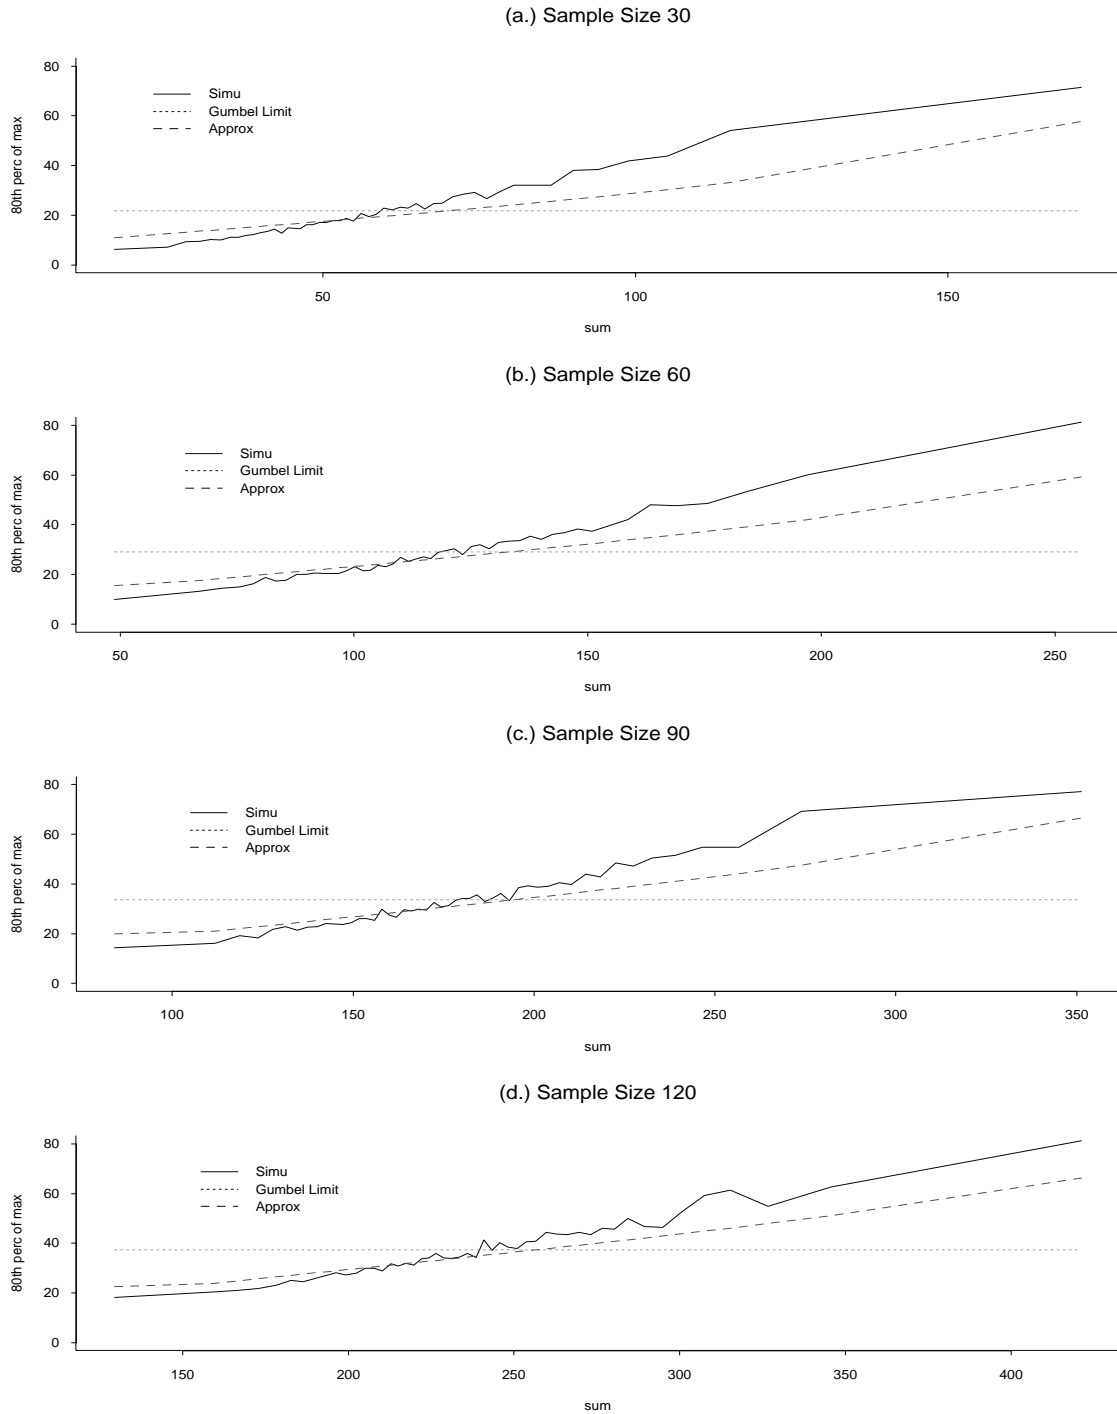 (a.) Sample Size 30
80th perc of max
80
60
40
20
0
Simu
Gumbel Limit
Approx
50 100 150
sum
(b.) Sample Size 60
80th perc of max
80
60
40
20
0
Simu
Gumbel Limit
Approx
50 100 150 200 250
sum
(c.) Sample Size 90
80th perc of max
80
60
40
20
0
Simu
Gumbel Limit
Approx
100 150 200 250 300 350
sum
(d.) Sample Size 120
80th perc of max
80
60
40
20
0
Simu
Gumbel Limit
Approx
150 200 250 300 350 400
sum